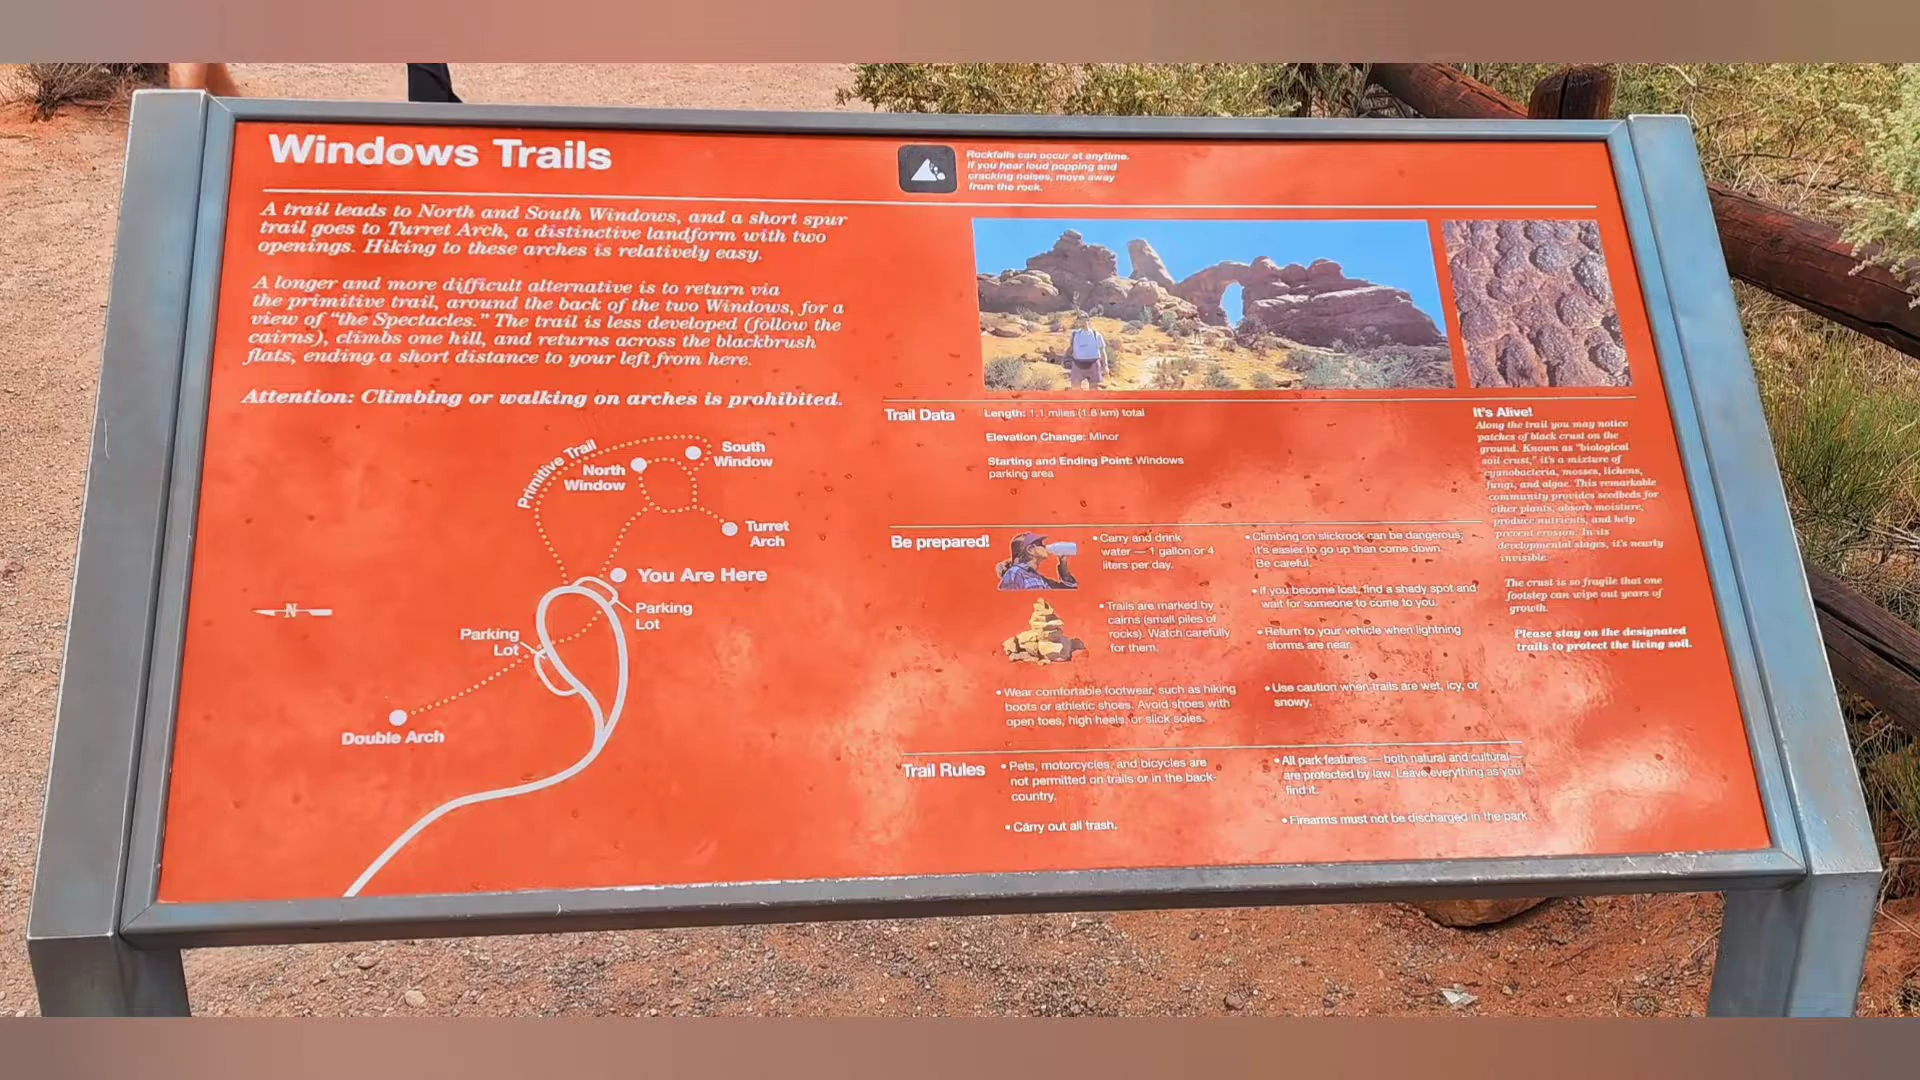 Windows Trails
Rockfalls can occur at anytime.
If you hear loud popping and
cracking noises, move away
from the rock.
A trail leads to North and South Windows, and a short spur
trail goes to Turret Arch, a distinctive landform with two
openings. Hiking to these arches is relatively easy.
A longer and more difficult alternative is to return via
the primitive trail, around the back of the two Windows, for a
view of “the Spectacles.” The trail is less developed (follow the
cairns), climbs one hill, and returns across the blackbrush
flats, ending a short distance to your left from here.
Attention: Climbing or walking on arches is prohibited.
Primitive Trail
North
Window
South
Window
Turret
Arch
You Are Here
Parking
Lot
Parking
Lot
Double Arch
N
Trail Data
Length: 1.1 miles (1.8 km) total
Elevation Change: Minor
Starting and Ending Point: Windows
parking area
It's Alive!
Along the trail you may notice
patches of black crust on the
ground. Known as "biological
soil crust," it's a mixture of
cyanobacteria, mosses, lichens,
fungi, and algae. This remarkable
community provides seedbeds for
other plants, absorb moisture,
produce nutrients, and help
prevent erosion. In its
developmental stages, it's nearly
invisible.
The crust is so fragile that one
footstep can wipe out years of
growth.
Please stay on the designated
trails to protect the living soil.
Be prepared!
• Carry and drink
water — 1 gallon or 4
liters per day.
• Trails are marked by
cairns (small piles of
rocks). Watch carefully
for them.
• Wear comfortable footwear, such as hiking
boots or athletic shoes. Avoid shoes with
open toes, high heels, or slick soles.
• Climbing on slickrock can be dangerous;
it's easier to go up than come down.
Be careful.
• If you become lost, find a shady spot and
wait for someone to come to you.
• Return to your vehicle when lightning
storms are near.
• Use caution when trails are wet, icy, or
snowy.
Trail Rules
• Pets, motorcycles, and bicycles are
not permitted on trails or in the back-
country.
• Carry out all trash.
• All park features — both natural and cultural —
are protected by law. Leave everything as you
find it.
• Firearms must not be discharged in the park.